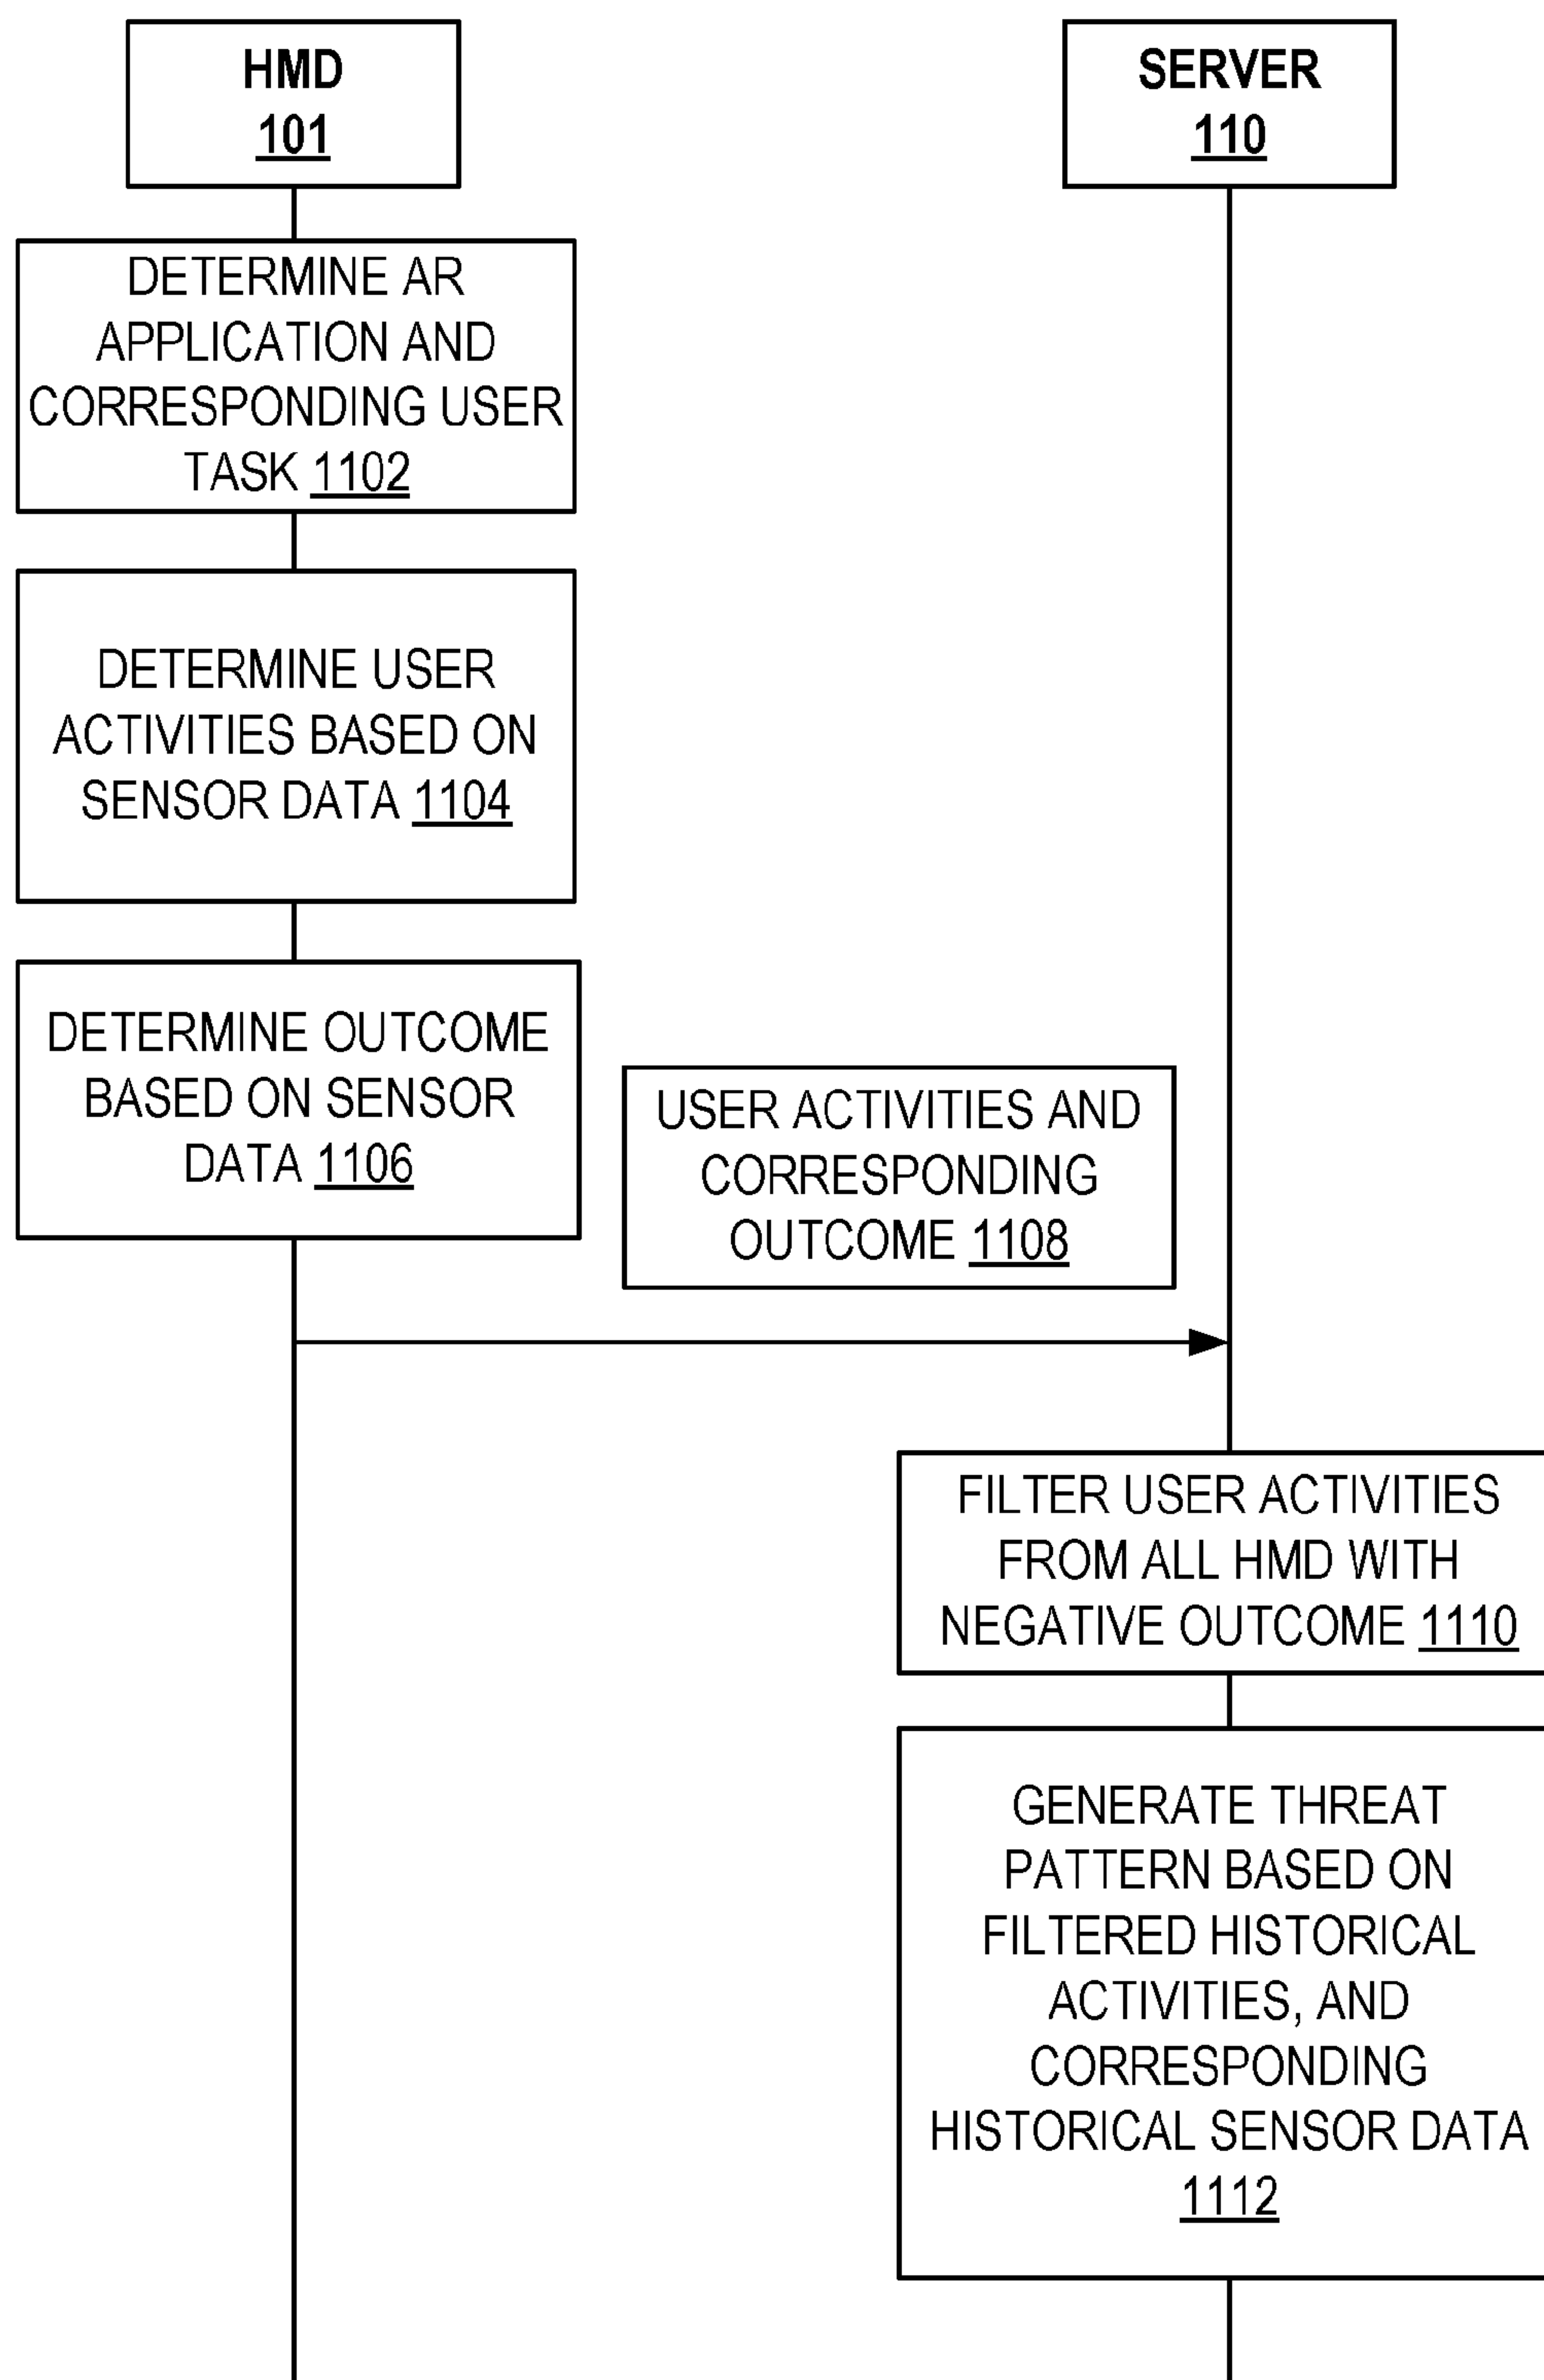 HMD
101
SERVER
110
DETERMINE AR
APPLICATION AND
CORRESPONDING USER
TASK 1102
DETERMINE USER
ACTIVITIES BASED ON
SENSOR DATA 1104
DETERMINE OUTCOME
BASED ON SENSOR
DATA 1106
USER ACTIVITIES AND
CORRESPONDING
OUTCOME 1108
FILTER USER ACTIVITIES
FROM ALL HMD WITH
NEGATIVE OUTCOME 1110
GENERATE THREAT
PATTERN BASED ON
FILTERED HISTORICAL
ACTIVITIES, AND
CORRESPONDING
HISTORICAL SENSOR DATA
1112